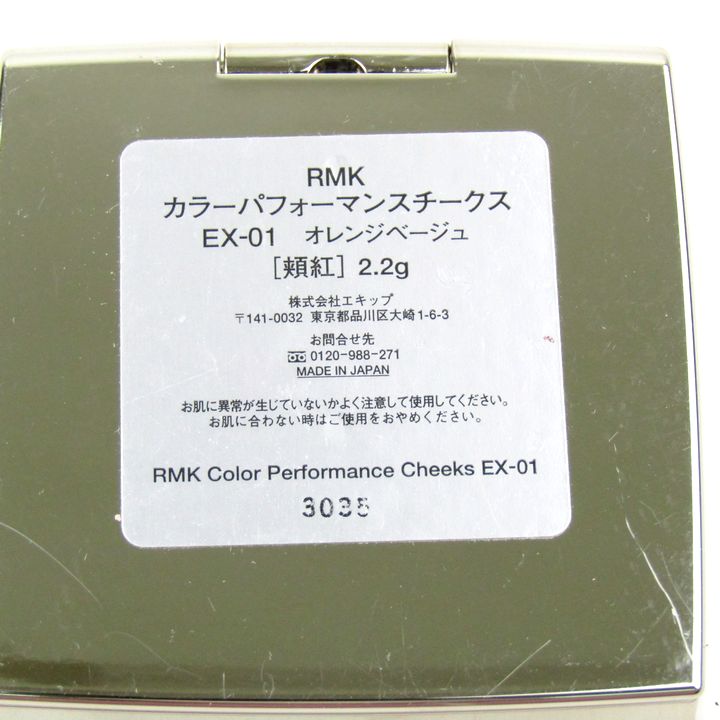 RMK
カラーパフォーマンスチークス
EX-01 オレンジベージュ
[頬紅] 2.2g
株式会社エキップ
〒141-0032 東京都品川区大崎1-6-3
お問合せ先
0120-988-271
MADE IN JAPAN
お肌に異常が生じていないかよく注意して使用してください。
お肌に合わない時はご使用をおやめください。
RMK Color Performance Cheeks EX-01
3035